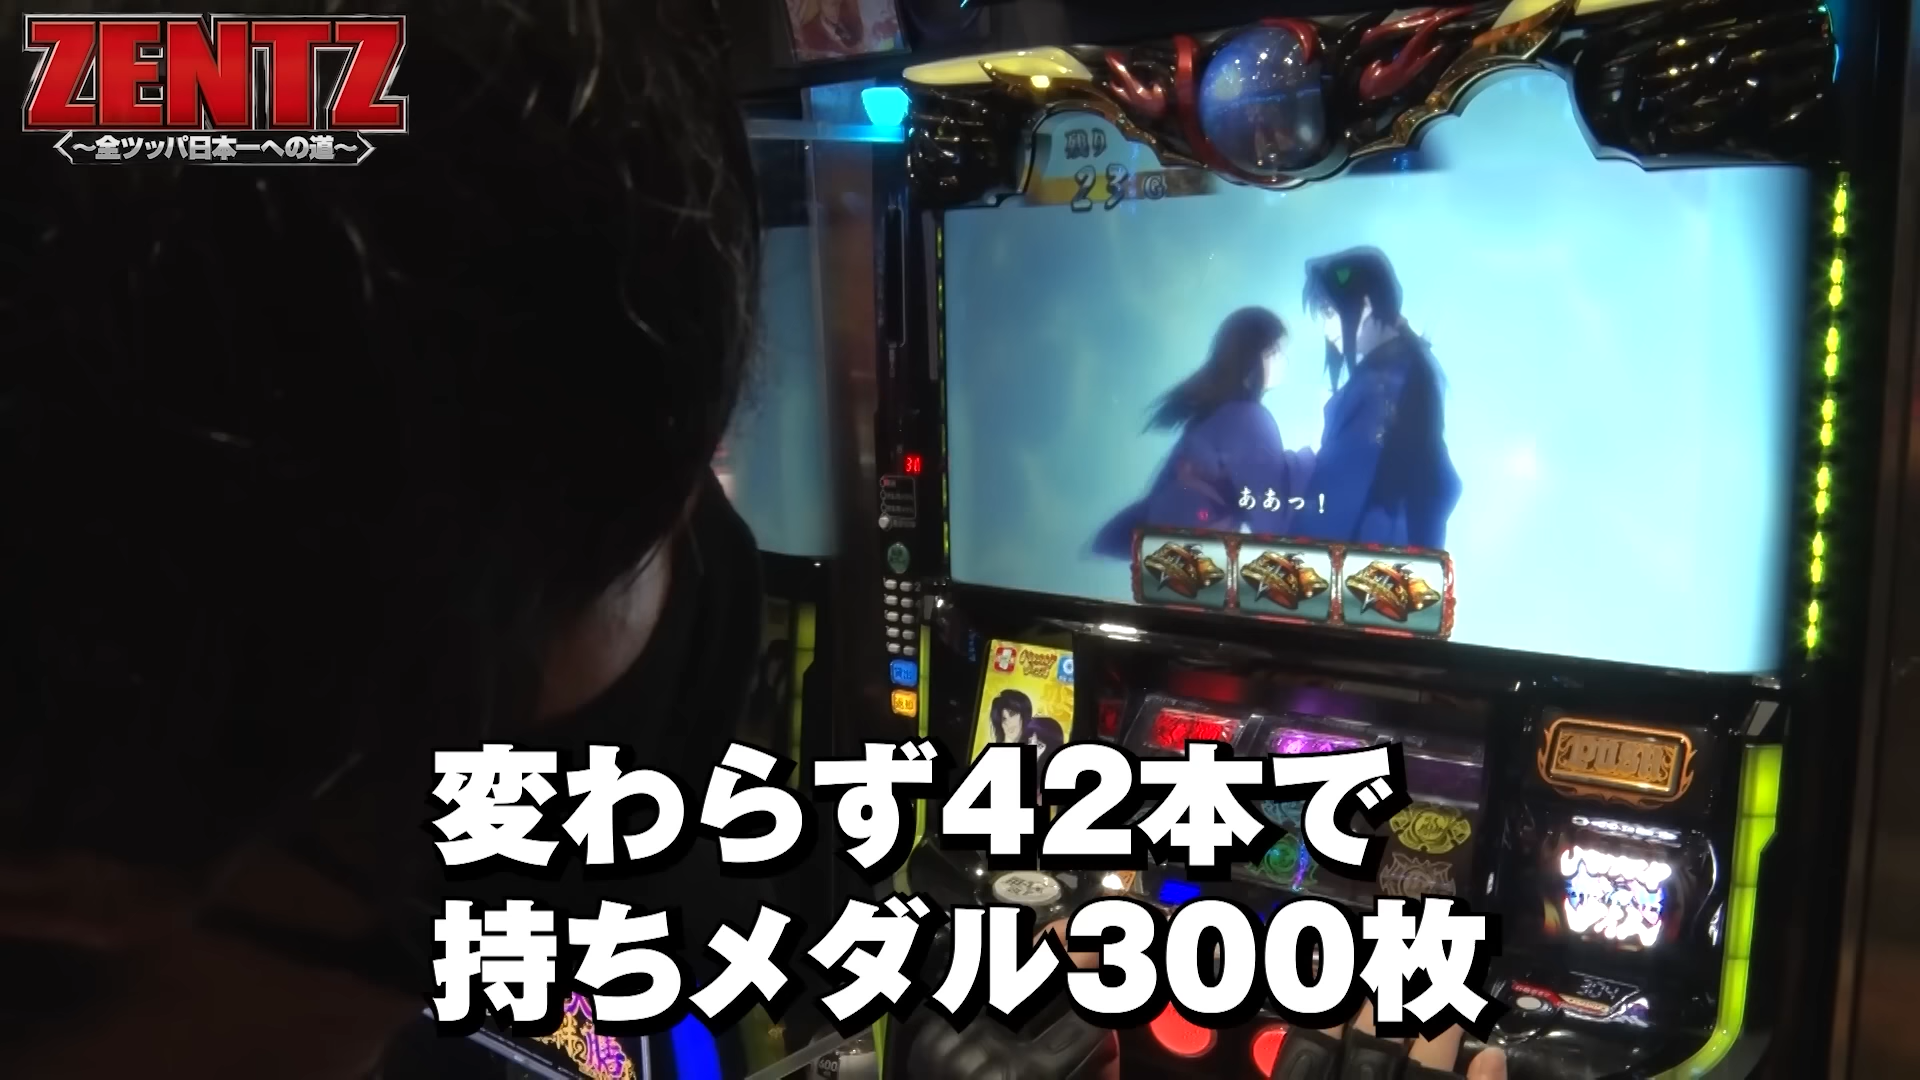 ZENTZ
～全ツッパ日本一への道～
残り
23G
ああっ！
PUSH
変わらず42本で
持ちメダル300枚